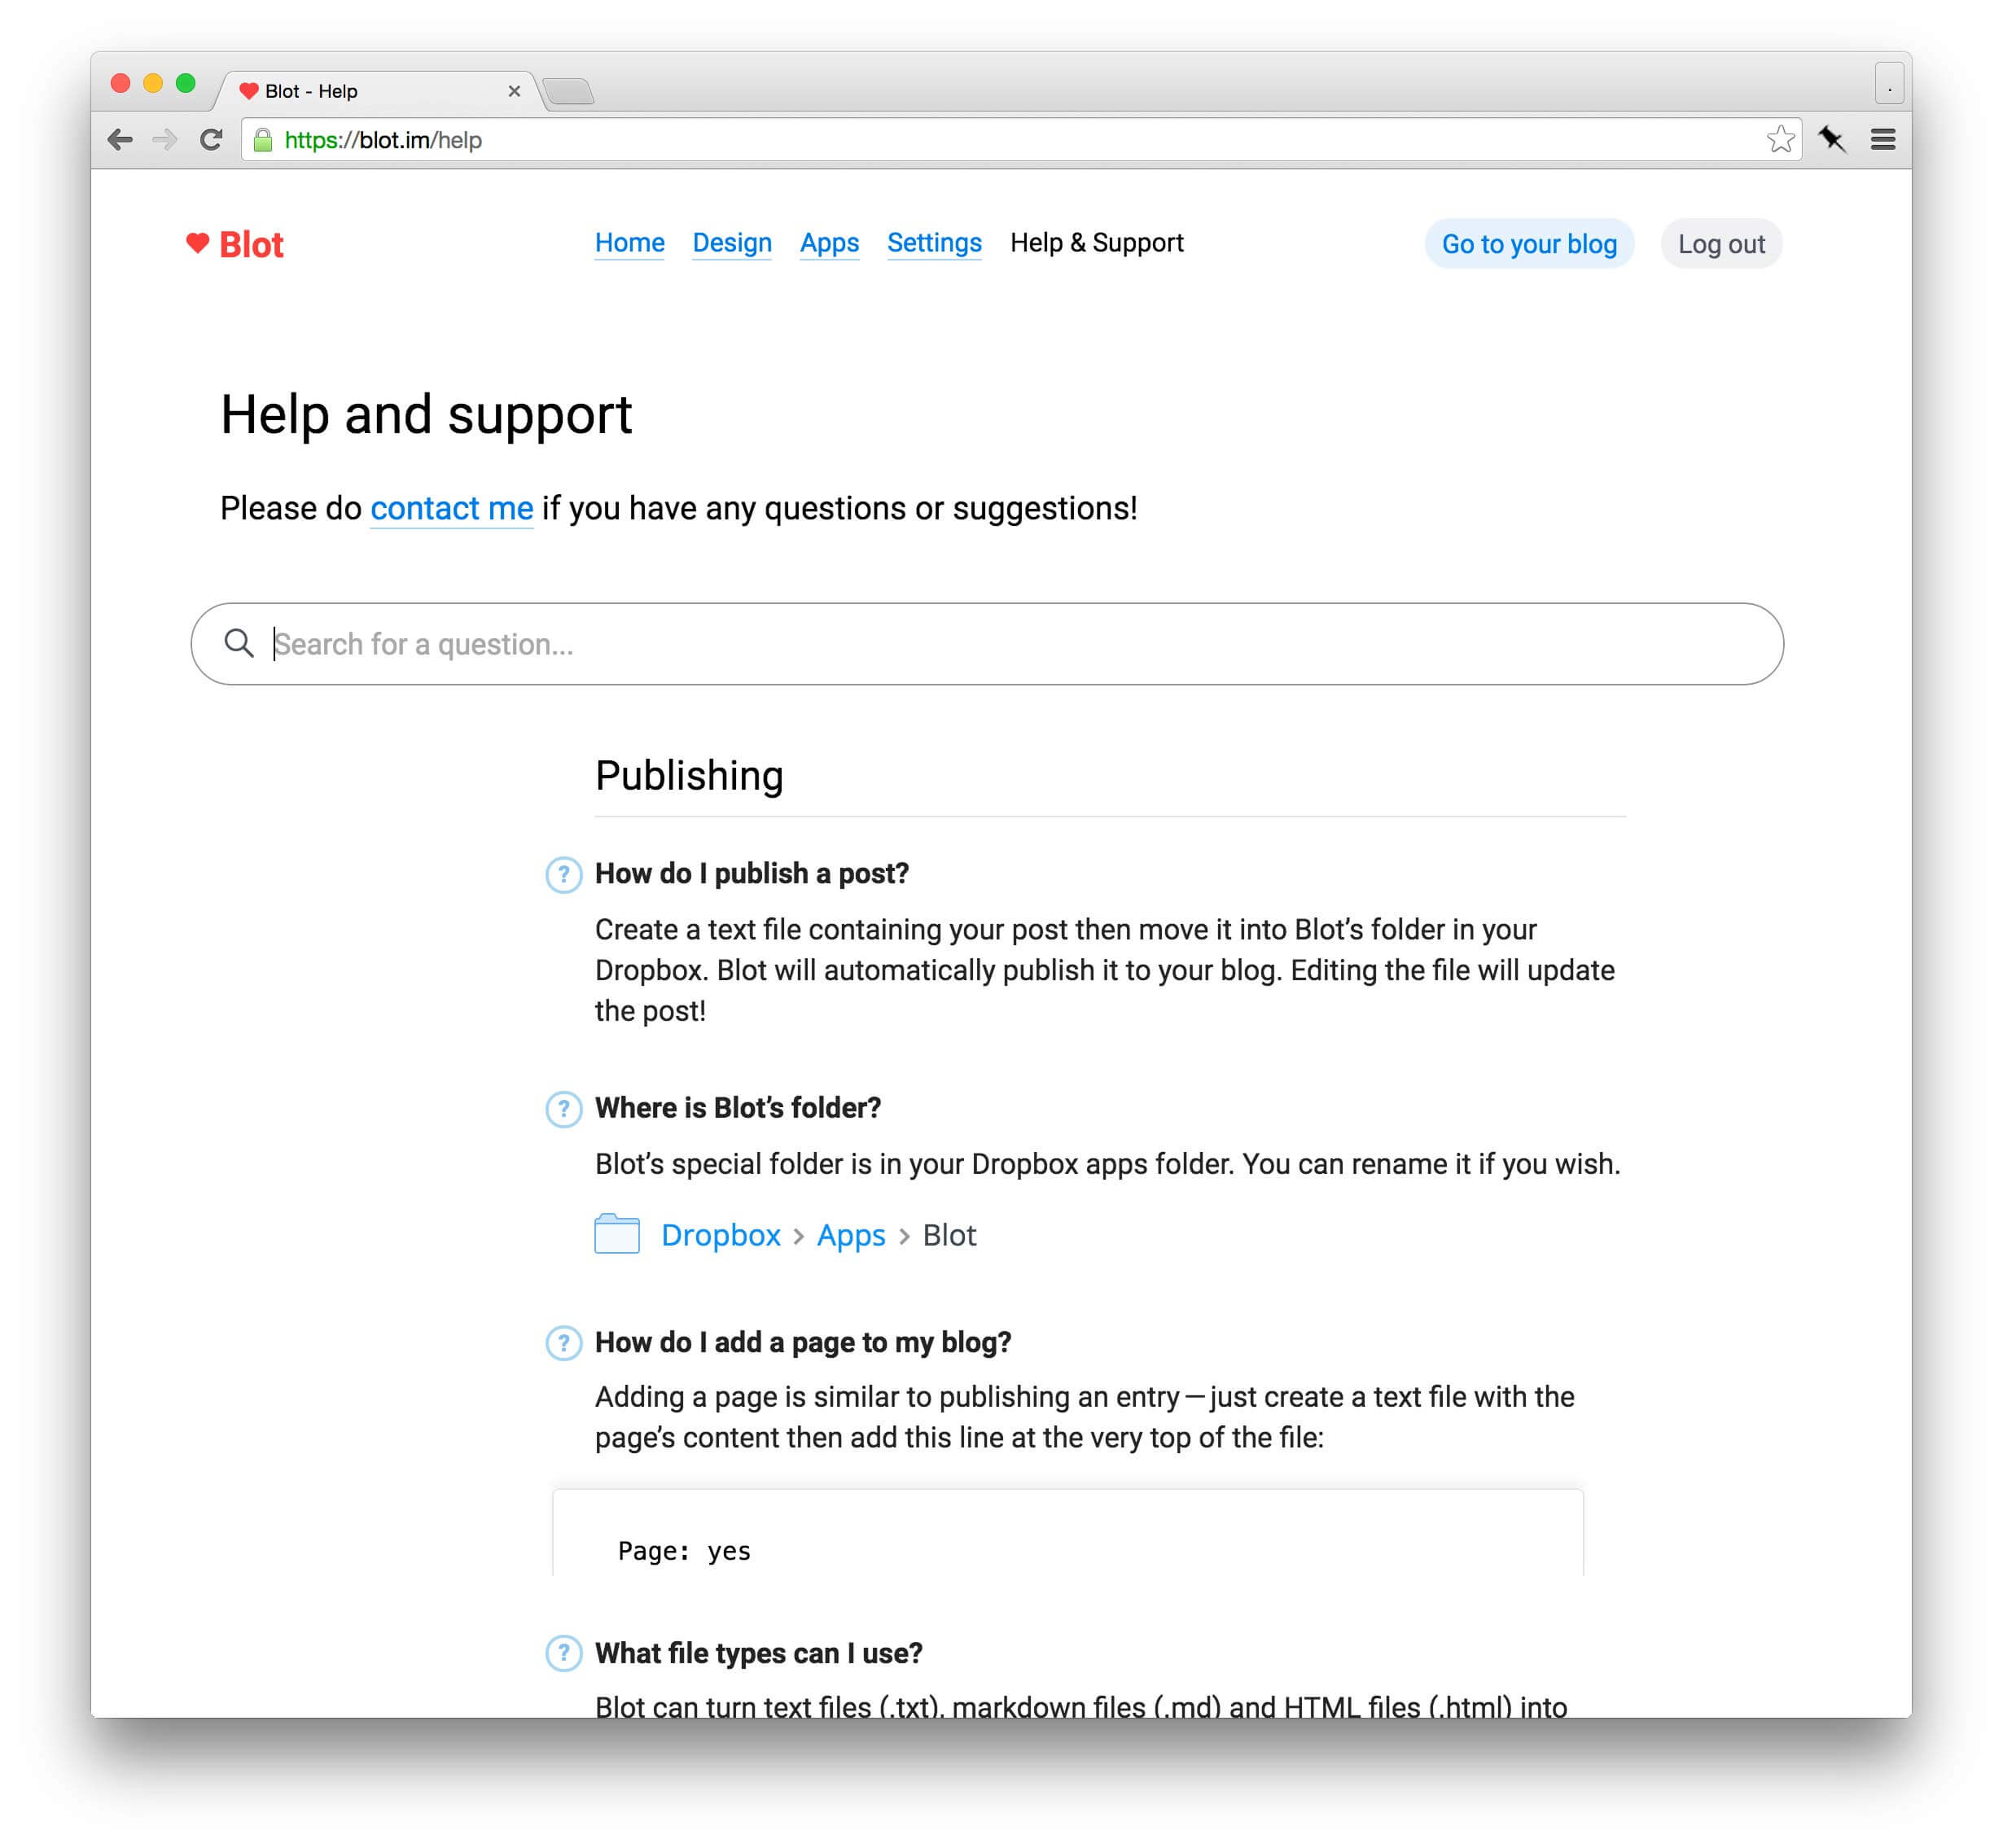 Blot - Help
https://blot.im/help
Blot
Home Design Apps Settings Help & Support Go to your blog Log out
Help and support
Please do contact me if you have any questions or suggestions!
Search for a question...
Publishing
? How do I publish a post?
Create a text file containing your post then move it into Blot’s folder in your
Dropbox. Blot will automatically publish it to your blog. Editing the file will update
the post!
? Where is Blot’s folder?
Blot’s special folder is in your Dropbox apps folder. You can rename it if you wish.
Dropbox > Apps > Blot
? How do I add a page to my blog?
Adding a page is similar to publishing an entry — just create a text file with the
page’s content then add this line at the very top of the file:
Page: yes
? What file types can I use?
Blot can turn text files (.txt), markdown files (.md) and HTML files (.html) into